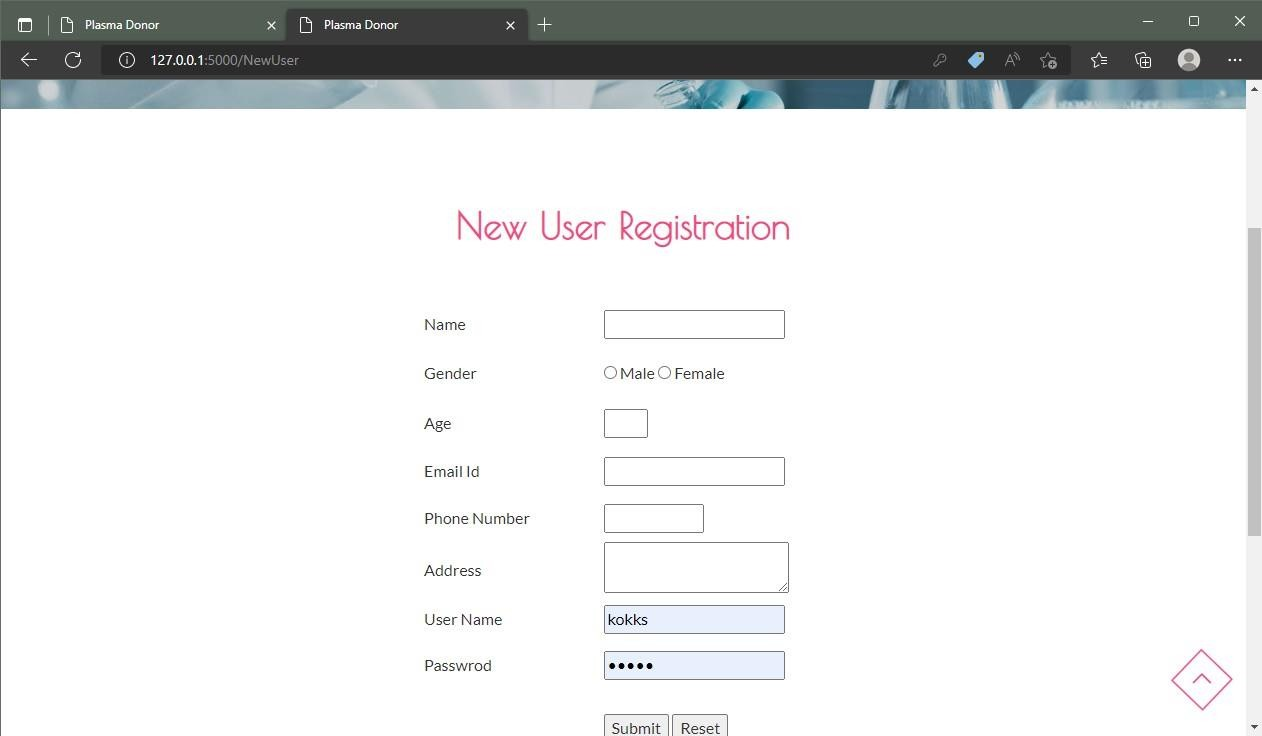 Plasma Donor
Plasma Donor
127.0.0.1:5000/NewUser
New User Registration
Name
Gender Male Female
Age
Email Id
Phone Number
Address
User Name kokks
Passwrod •••••
Submit Reset